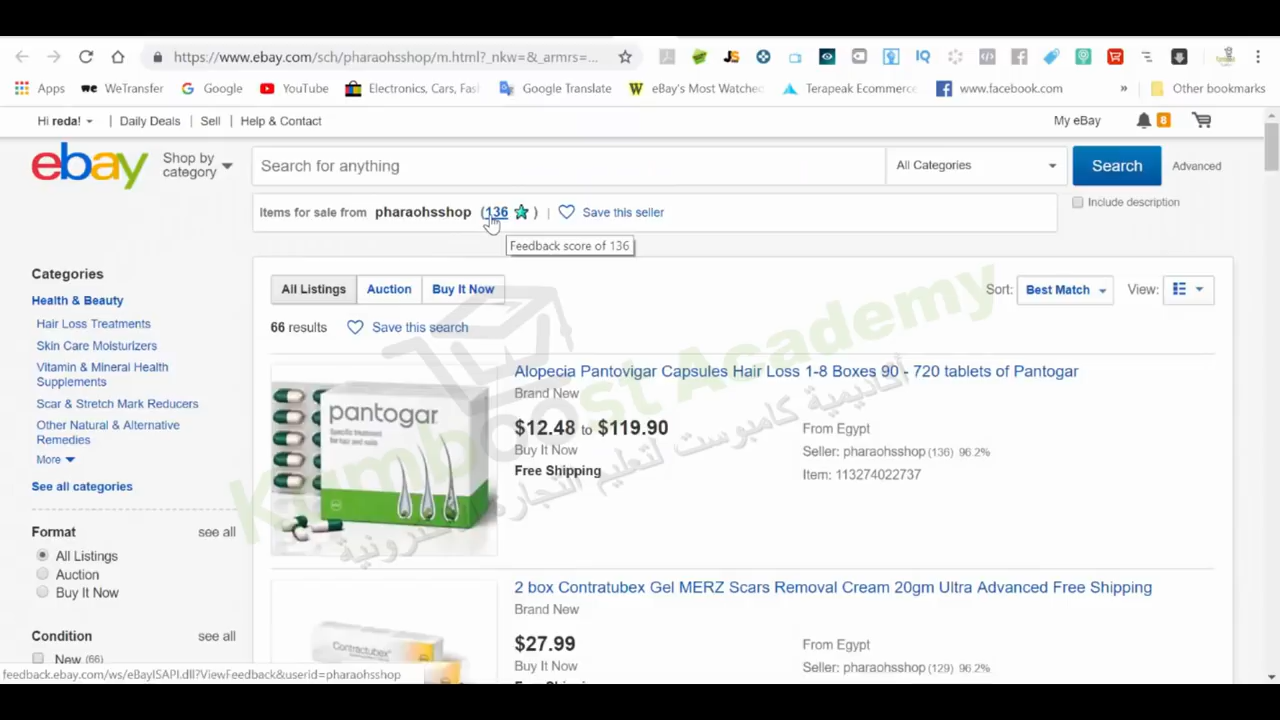 https://www.ebay.com/sch/pharaohsshop/m.html?_nkw=&_armrs=...
Apps WeTransfer Google YouTube Electronics, Cars, Fas Google Translate eBay's Most Watche Terapeak Ecommerc www.facebook.com » Other bookmarks
Hi reda! | Daily Deals | Sell | Help & Contact My eBay 8
ebay Shop by category Search for anything All Categories Search Advanced
Items for sale from pharaohsshop (136) | Save this seller Include description
Feedback score of 136
Categories
Health & Beauty
Hair Loss Treatments
Skin Care Moisturizers
Vitamin & Mineral Health
Supplements
Scar & Stretch Mark Reducers
Other Natural & Alternative
Remedies
More
See all categories
Format see all
All Listings
Auction
Buy It Now
Condition see all
New (66)
All Listings Auction Buy It Now Sort: Best Match View:
66 results Save this search
Alopecia Pantovigar Capsules Hair Loss 1-8 Boxes 90 - 720 tablets of Pantogar
Brand New
$12.48 to $119.90 From Egypt
Buy It Now Seller: pharaohsshop (136) 96.2%
Free Shipping Item: 113274022737
pantogar
2 box Contratubex Gel MERZ Scars Removal Cream 20gm Ultra Advanced Free Shipping
Brand New
$27.99 From Egypt
Buy It Now Seller: pharaohsshop (129) 96.2%
Contractubex
Kamboost Academy
أكاديمية كامبوست لتعليم التجارة الإلكترونية
feedback.ebay.com/ws/eBayISAPI.dll?ViewFeedback&userid=pharaohsshop